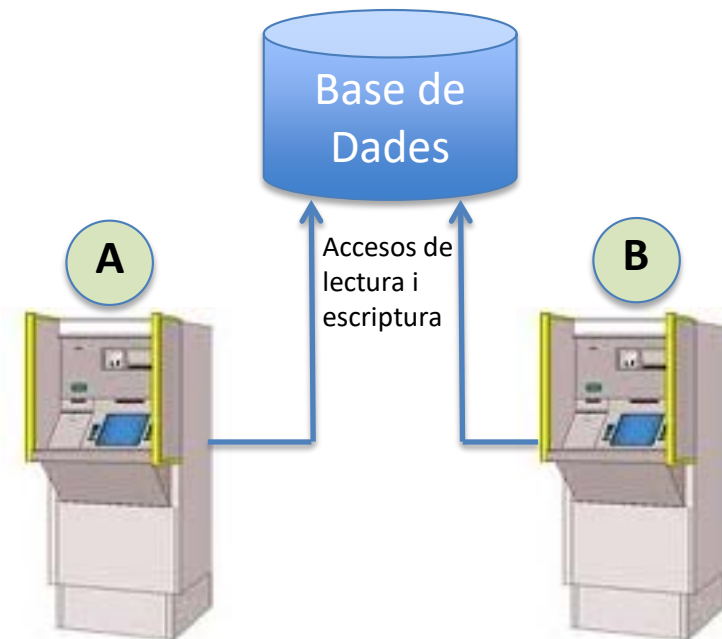 Base de
Dades
A
B
Accesos de
lectura i
escriptura